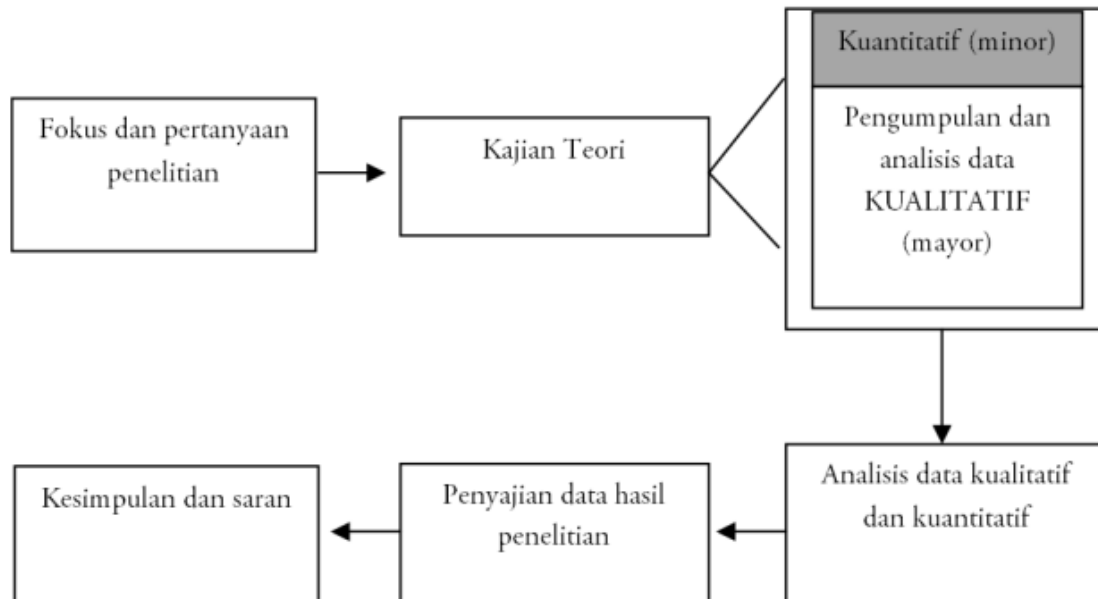 Fokus dan pertanyaan
penelitian
Kajian Teori
Kuantitatif (minor)
Pengumpulan dan
analisis data
KUALITATIF
(mayor)
Analisis data kualitatif
dan kuantitatif
Penyajian data hasil
penelitian
Kesimpulan dan saran